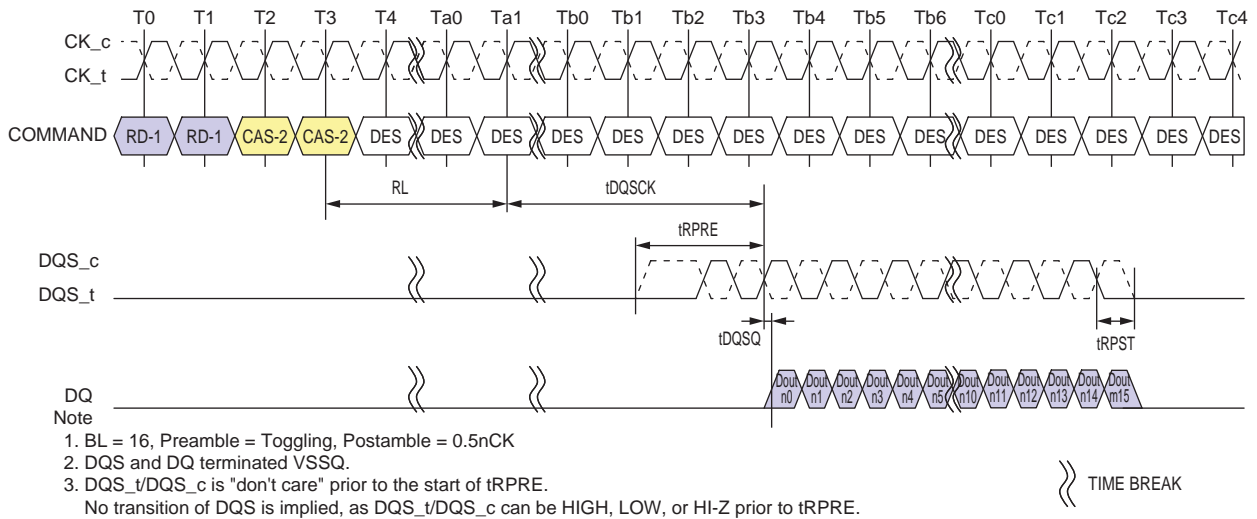 T0 T1 T2 T3 T4 Ta0 Ta1 Tb0 Tb1 Tb2 Tb3 Tb4 Tb5 Tb6 Tc0 Tc1 Tc2 Tc3 Tc4
CK_c
CK_t
COMMAND RD-1 RD-1 CAS-2 CAS-2 DES DES DES DES DES DES DES DES DES DES DES DES DES DES DES
RL tDQSCK
tRPRE
DQS_c
DQS_t
tDQSQ tRPST
DQ Dout n0 Dout n1 Dout n2 Dout n3 Dout n4 Dout n5 Dout n10 Dout n11 Dout n12 Dout n13 Dout n14 Dout m15
Note
1. BL = 16, Preamble = Toggling, Postamble = 0.5nCK
2. DQS and DQ terminated VSSQ.
3. DQS_t/DQS_c is "don't care" prior to the start of tRPRE.
No transition of DQS is implied, as DQS_t/DQS_c can be HIGH, LOW, or HI-Z prior to tRPRE.
TIME BREAK